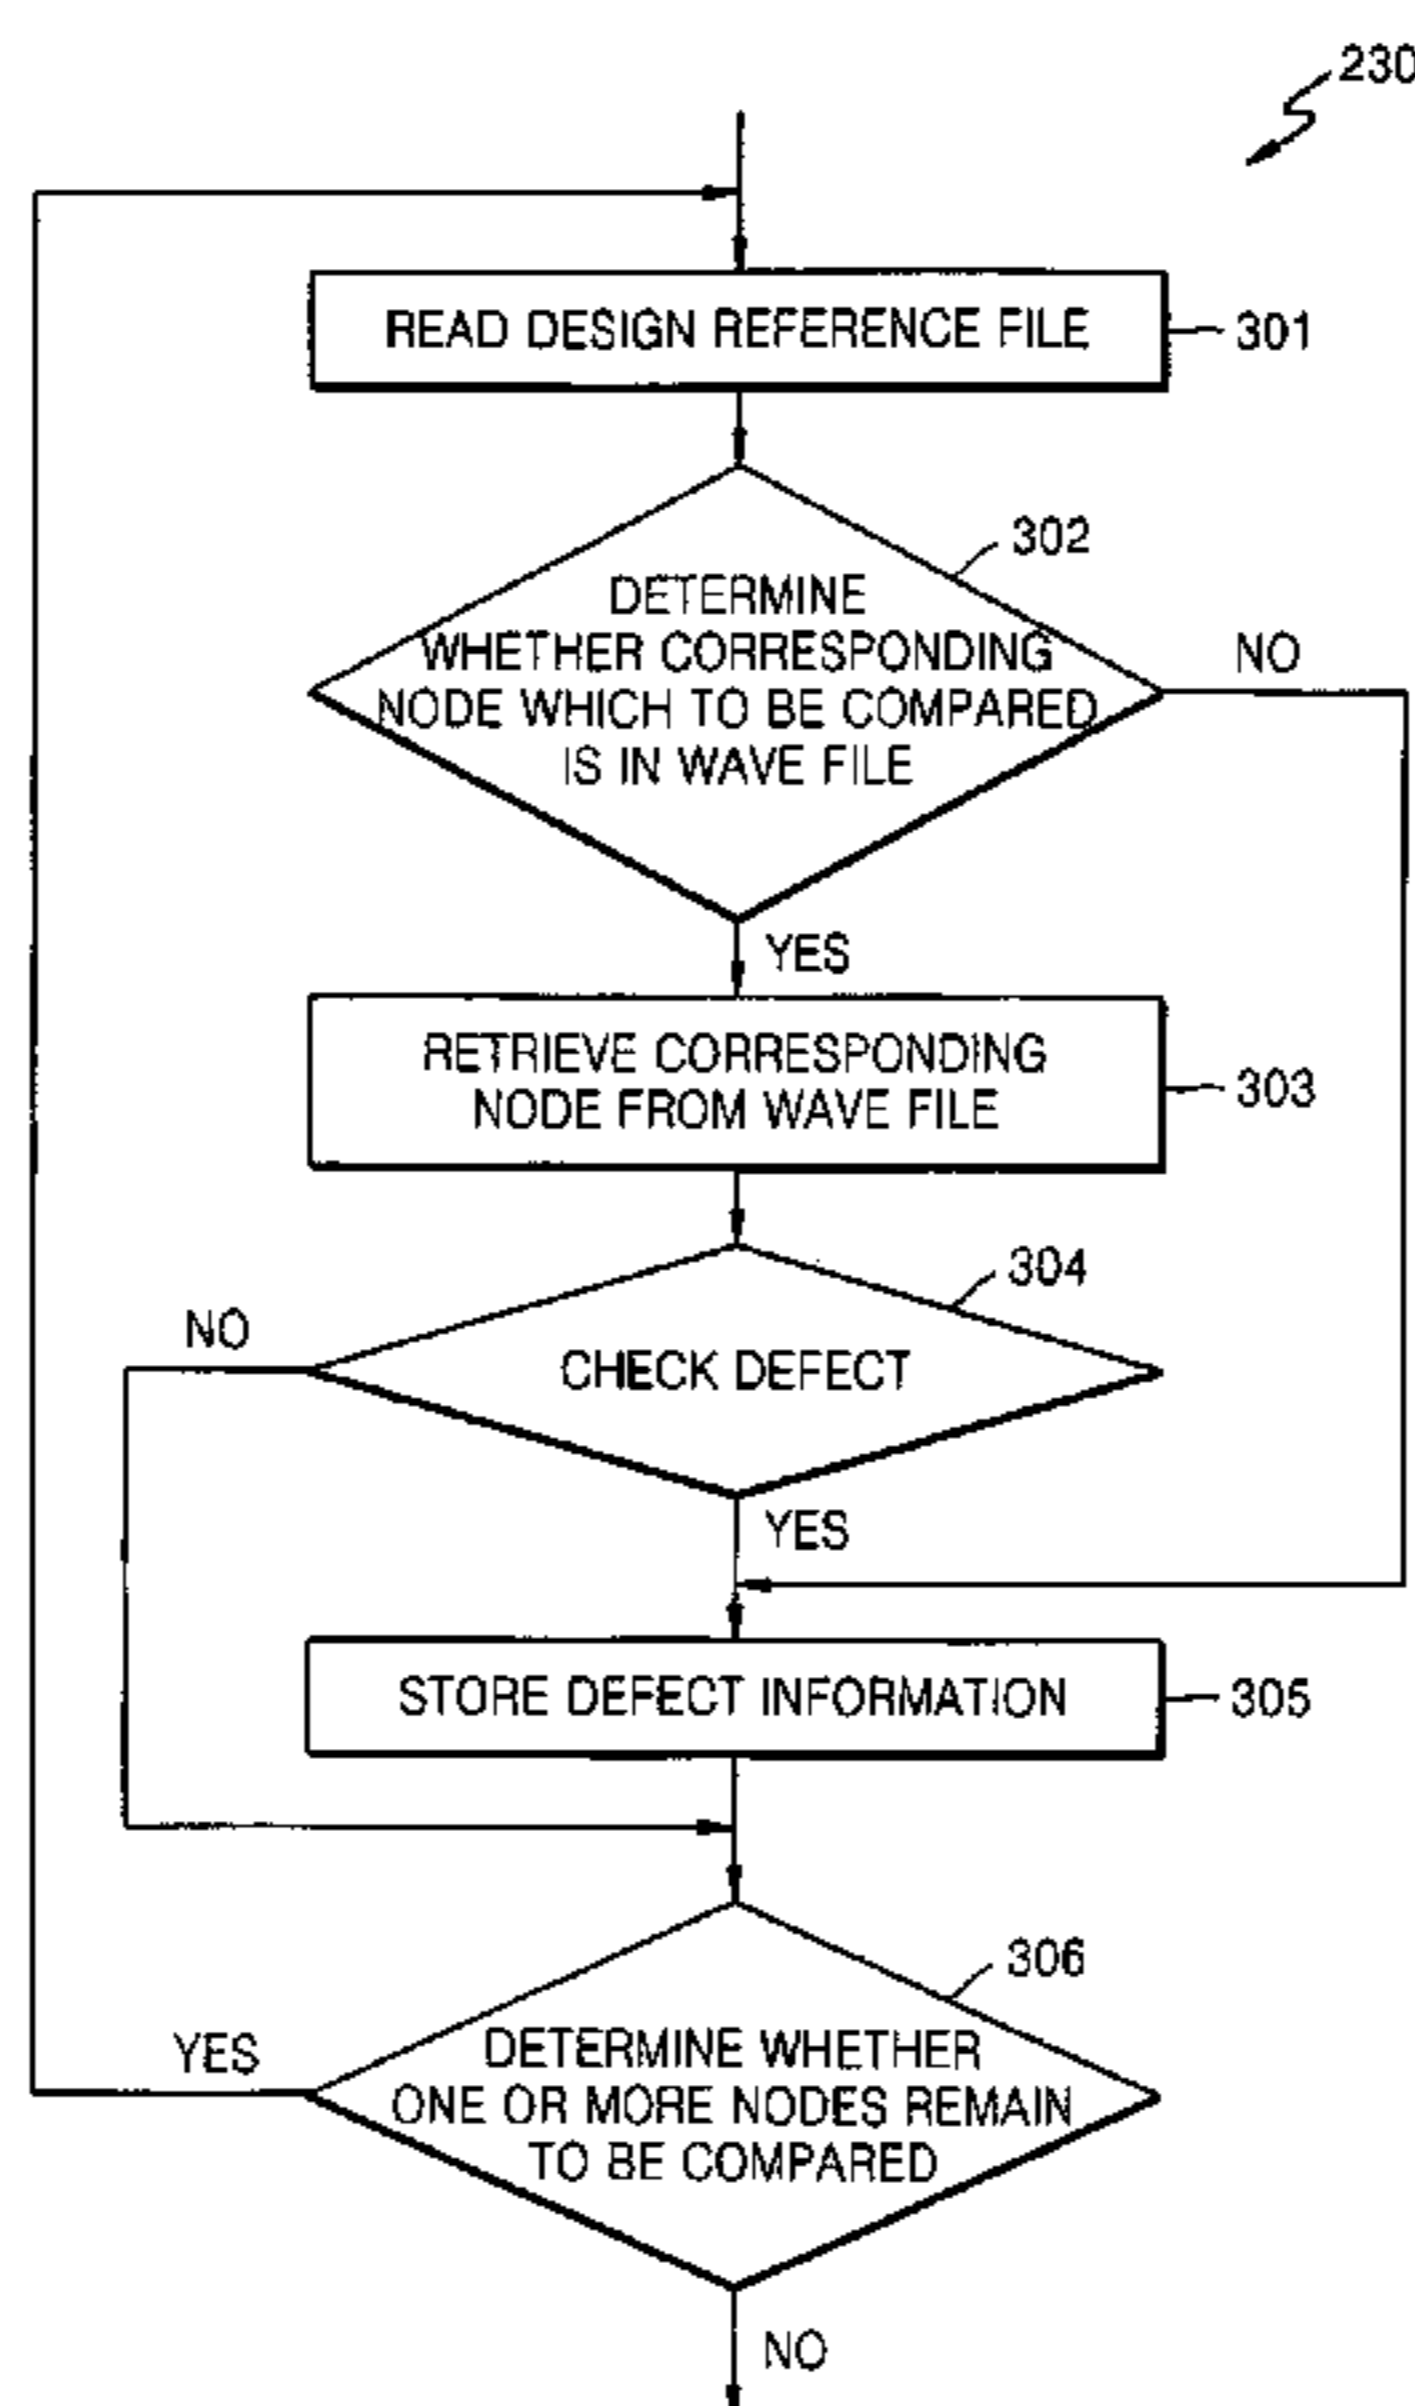 230
READ DESIGN REFERENCE FILE
301
302
DETERMINE
WHETHER CORRESPONDING
NODE WHICH TO BE COMPARED
IS IN WAVE FILE
NO
YES
RETRIEVE CORRESPONDING
NODE FROM WAVE FILE
303
304
NO
CHECK DEFECT
YES
STORE DEFECT INFORMATION
305
306
YES
DETERMINE WHETHER
ONE OR MORE NODES REMAIN
TO BE COMPARED
NO